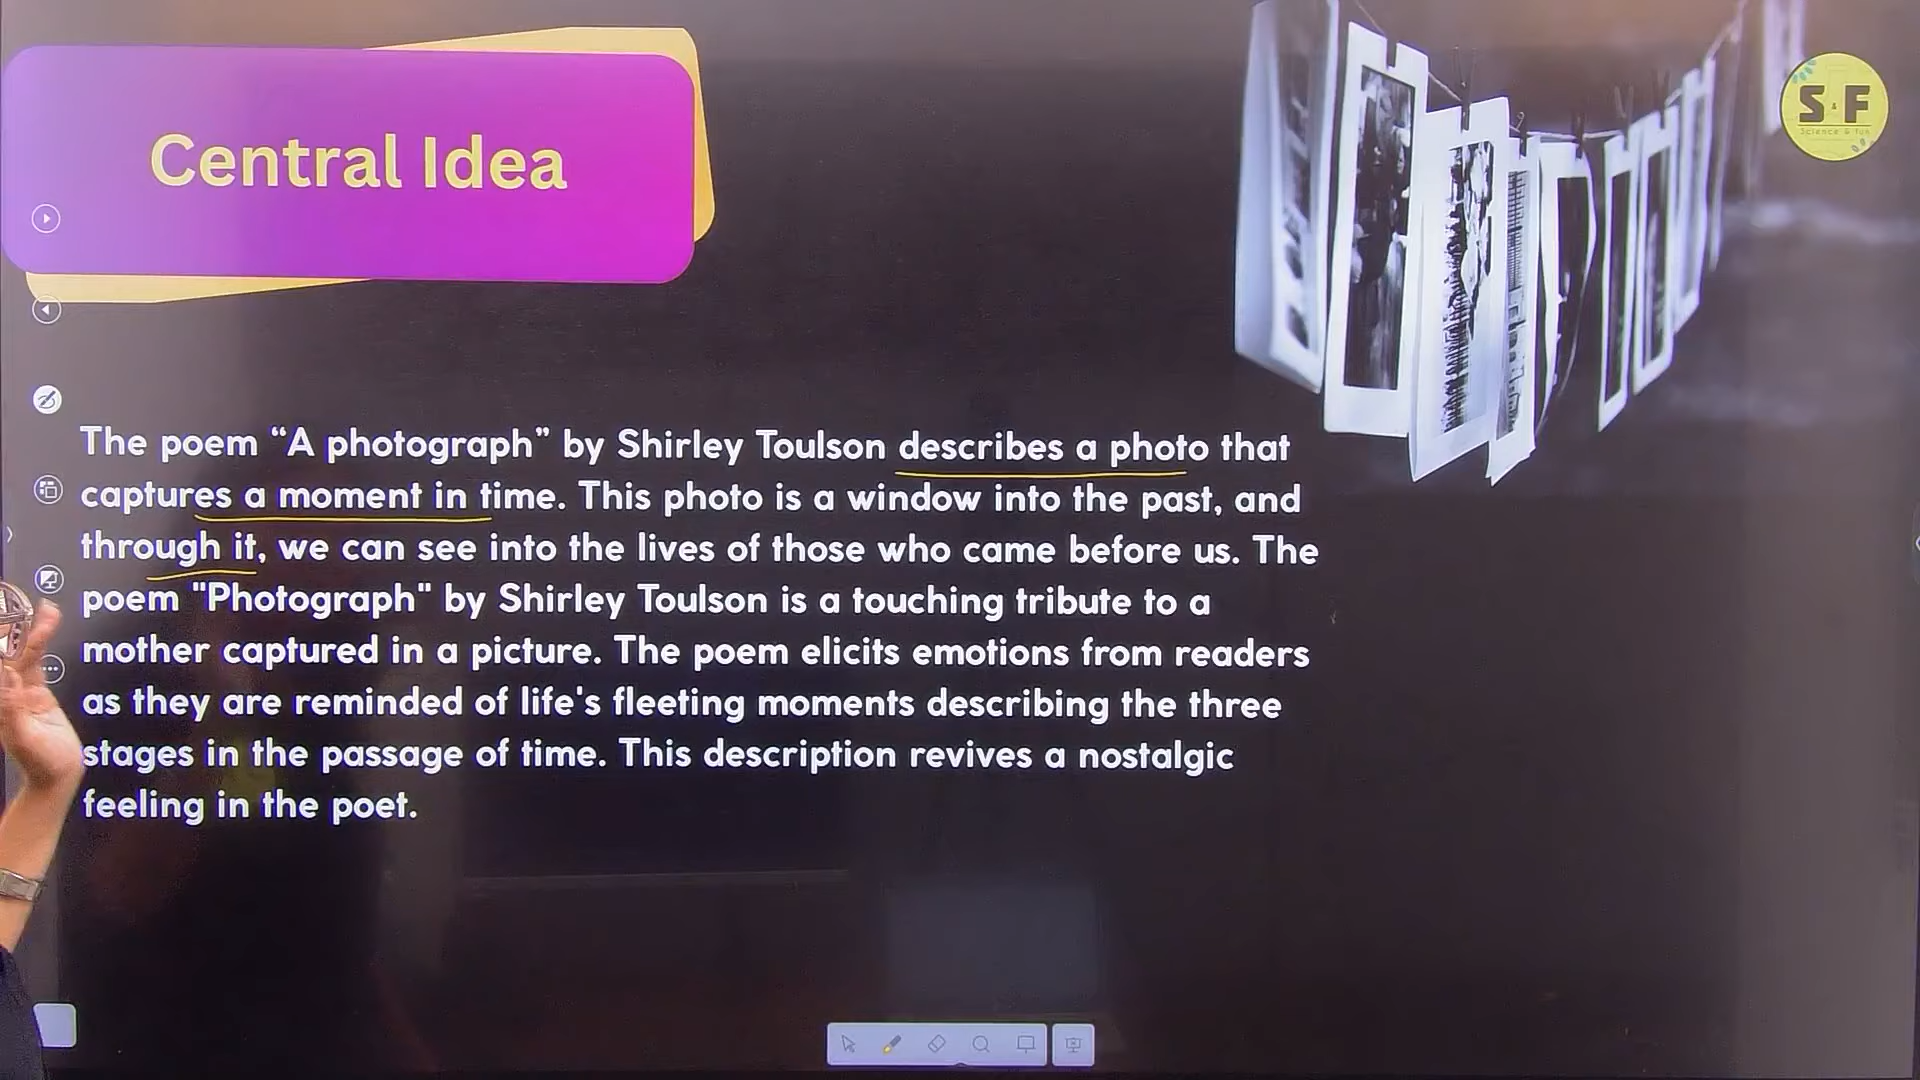 Central Idea
S&F
Science & fun
The poem “A photograph” by Shirley Toulson describes a photo that
captures a moment in time. This photo is a window into the past, and
through it, we can see into the lives of those who came before us. The
poem "Photograph" by Shirley Toulson is a touching tribute to a
mother captured in a picture. The poem elicits emotions from readers
as they are reminded of life's fleeting moments describing the three
stages in the passage of time. This description revives a nostalgic
feeling in the poet.